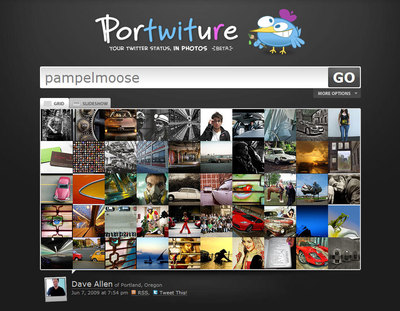 Portwiture
YOUR TWITTER STATUS, IN PHOTOS {BETA}
pampelmoose GO
MORE OPTIONS
GRID SLIDESHOW
Dave Allen of Portland, Oregon
Jun 7, 2009 at 7:54 pm RSS. Tweet This!